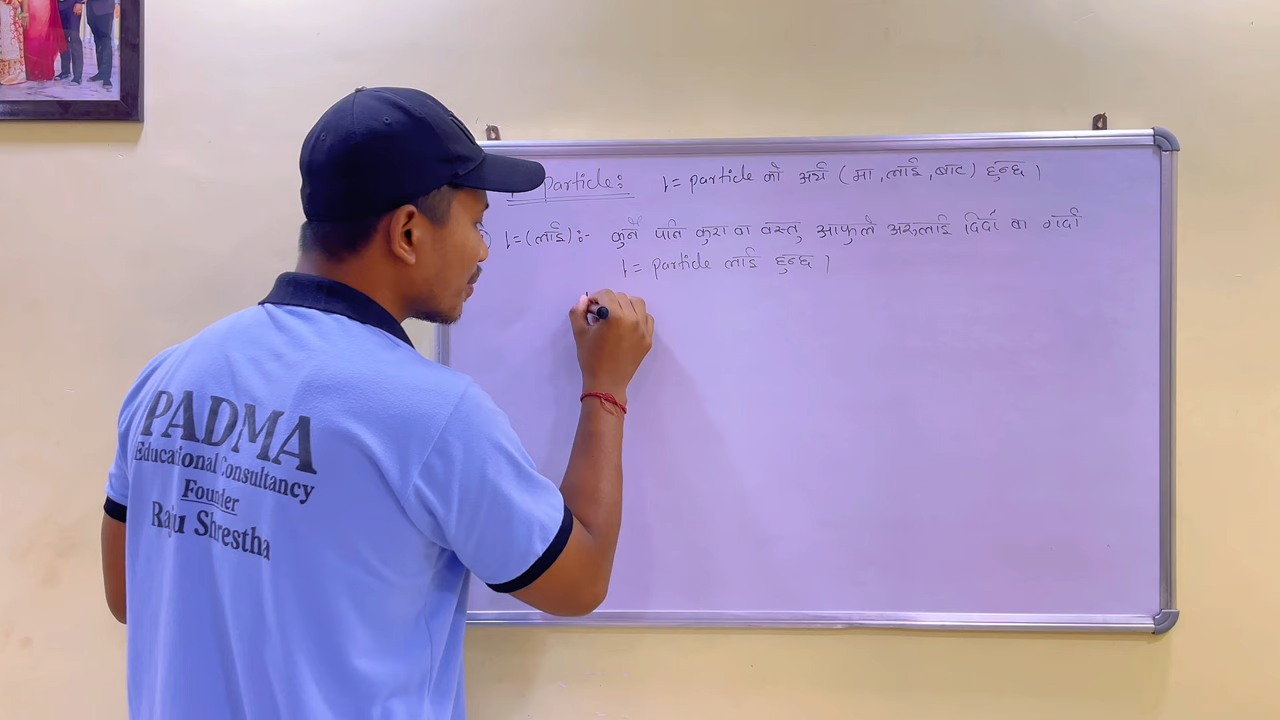 PADMA
Educational Consultancy
Founder
Raju Shrestha
Particle:
に= particle को अर्थ (मा, लाई, बाट) हुन्छ।
に=(लाई):- कुनै पनि कुरा वा वस्तु आफुले अरुलाई दिदाँ वा गर्दा
に= particle लाई हुन्छ।